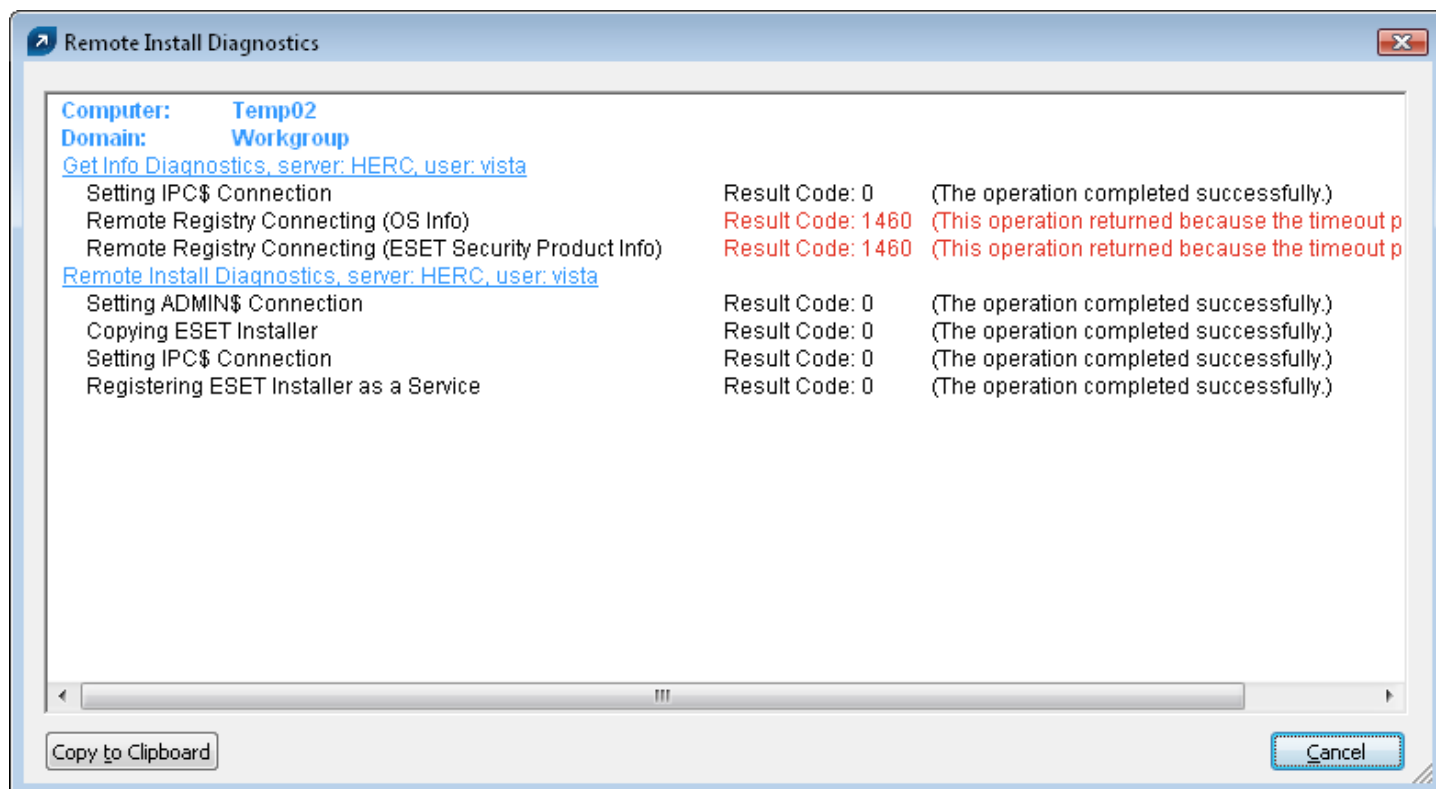 Remote Install Diagnostics
Computer: Temp02
Domain: Workgroup
Get Info Diagnostics, server: HERC, user: vista
Setting IPC$ Connection Result Code: 0 (The operation completed successfully.)
Remote Registry Connecting (OS Info) Result Code: 1460 (This operation returned because the timeout p
Remote Registry Connecting (ESET Security Product Info) Result Code: 1460 (This operation returned because the timeout p
Remote Install Diagnostics, server: HERC, user: vista
Setting ADMIN$ Connection Result Code: 0 (The operation completed successfully.)
Copying ESET Installer Result Code: 0 (The operation completed successfully.)
Setting IPC$ Connection Result Code: 0 (The operation completed successfully.)
Registering ESET Installer as a Service Result Code: 0 (The operation completed successfully.)
Copy to Clipboard Cancel